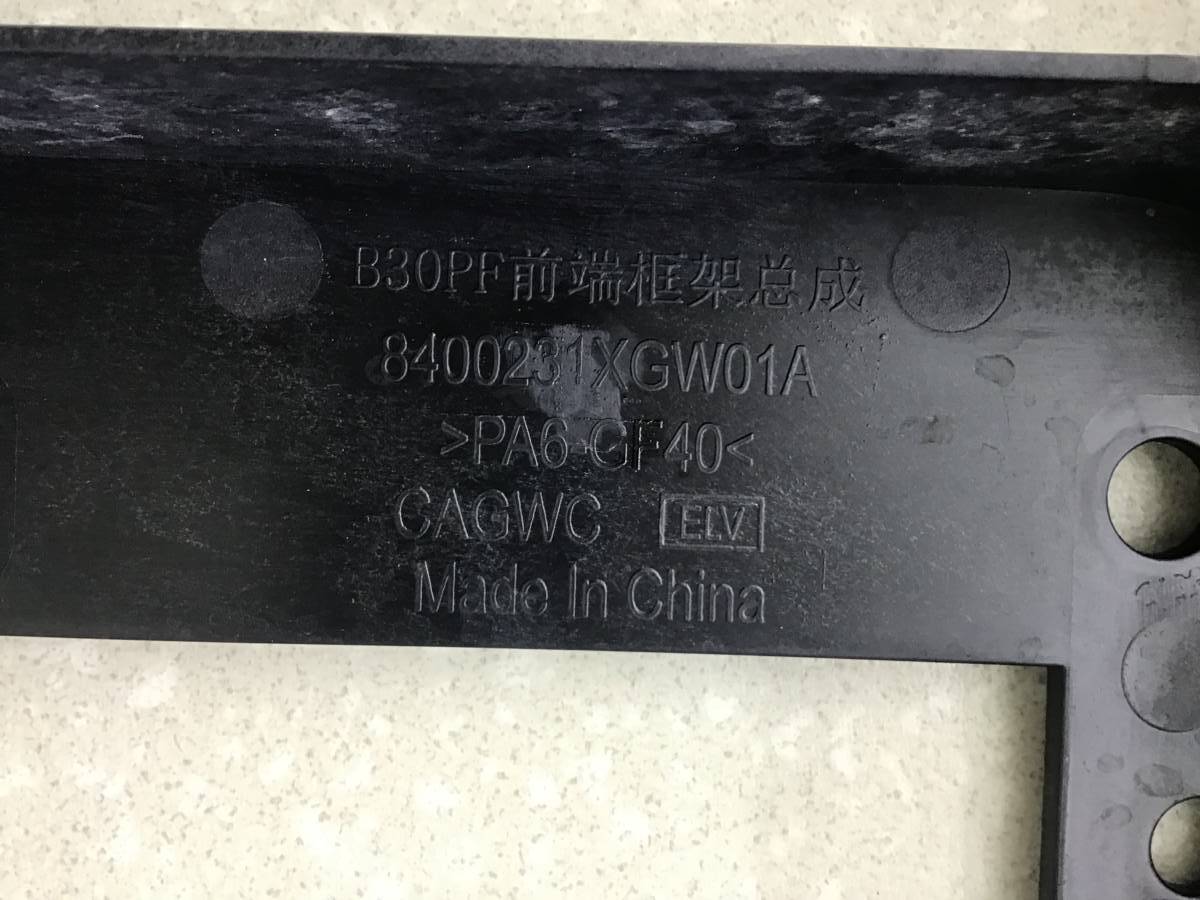 B30PF前端框架总成
8400231XGW01A
>PA6-GF40<
CAGWC ELV
Made In China